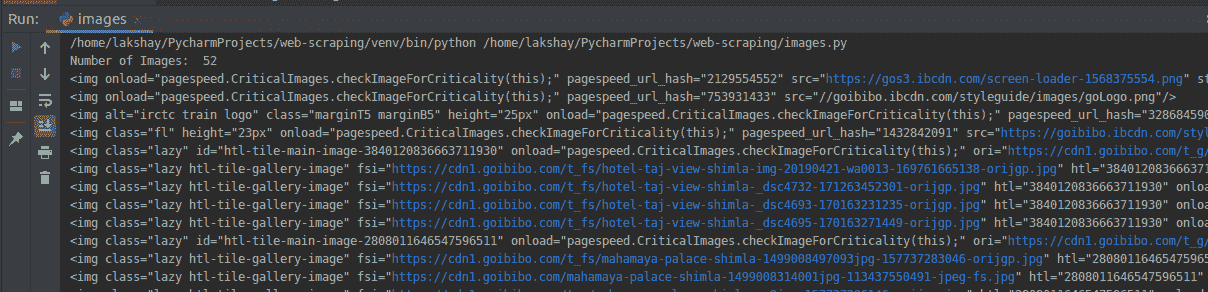 Run: images ×
/home/lakshay/PycharmProjects/web-scraping/venv/bin/python /home/lakshay/PycharmProjects/web-scraping/images.py
Number of Images:  52
<img onload="pagespeed.CriticalImages.checkImageForCriticality(this);" pagespeed_url_hash="2129554552" src="https://gos3.ibcdn.com/screen-loader-1568375554.png" st
<img onload="pagespeed.CriticalImages.checkImageForCriticality(this);" pagespeed_url_hash="753931433" src="//goibibo.ibcdn.com/styleguide/images/goLogo.png"/>
<img alt="irctc train logo" class="marginT5 marginB5" height="25px" onload="pagespeed.CriticalImages.checkImageForCriticality(this);" pagespeed_url_hash="328684590
<img class="fl" height="23px" onload="pagespeed.CriticalImages.checkImageForCriticality(this);" pagespeed_url_hash="1432842091" src="https://goibibo.ibcdn.com/styl
<img class="lazy" id="htl-tile-main-image-3840120836663711930" onload="pagespeed.CriticalImages.checkImageForCriticality(this);" ori="https://cdn1.goibibo.com/t_g/
<img class="lazy htl-tile-gallery-image" fsi="https://cdn1.goibibo.com/t_fs/hotel-taj-view-shimla-img-20190421-wa0013-169761665138-orijgp.jpg" htl="384012083666371
<img class="lazy htl-tile-gallery-image" fsi="https://cdn1.goibibo.com/t_fs/hotel-taj-view-shimla-_dsc4732-171263452301-orijgp.jpg" htl="3840120836663711930" onloa
<img class="lazy htl-tile-gallery-image" fsi="https://cdn1.goibibo.com/t_fs/hotel-taj-view-shimla-_dsc4693-170163231235-orijgp.jpg" htl="3840120836663711930" onloa
<img class="lazy htl-tile-gallery-image" fsi="https://cdn1.goibibo.com/t_fs/hotel-taj-view-shimla-_dsc4695-170163271449-orijgp.jpg" htl="3840120836663711930" onloa
<img class="lazy" id="htl-tile-main-image-2808011646547596511" onload="pagespeed.CriticalImages.checkImageForCriticality(this);" ori="https://cdn1.goibibo.com/t_g/
<img class="lazy htl-tile-gallery-image" fsi="https://cdn1.goibibo.com/t_fs/mahamaya-palace-shimla-1499008497093jpg-157737283046-orijgp.jpg" htl="28080116465475965
<img class="lazy htl-tile-gallery-image" fsi="https://cdn1.goibibo.com/mahamaya-palace-shimla-1499008314001jpg-113437550491-jpeg-fs.jpg" htl="2808011646547596511"